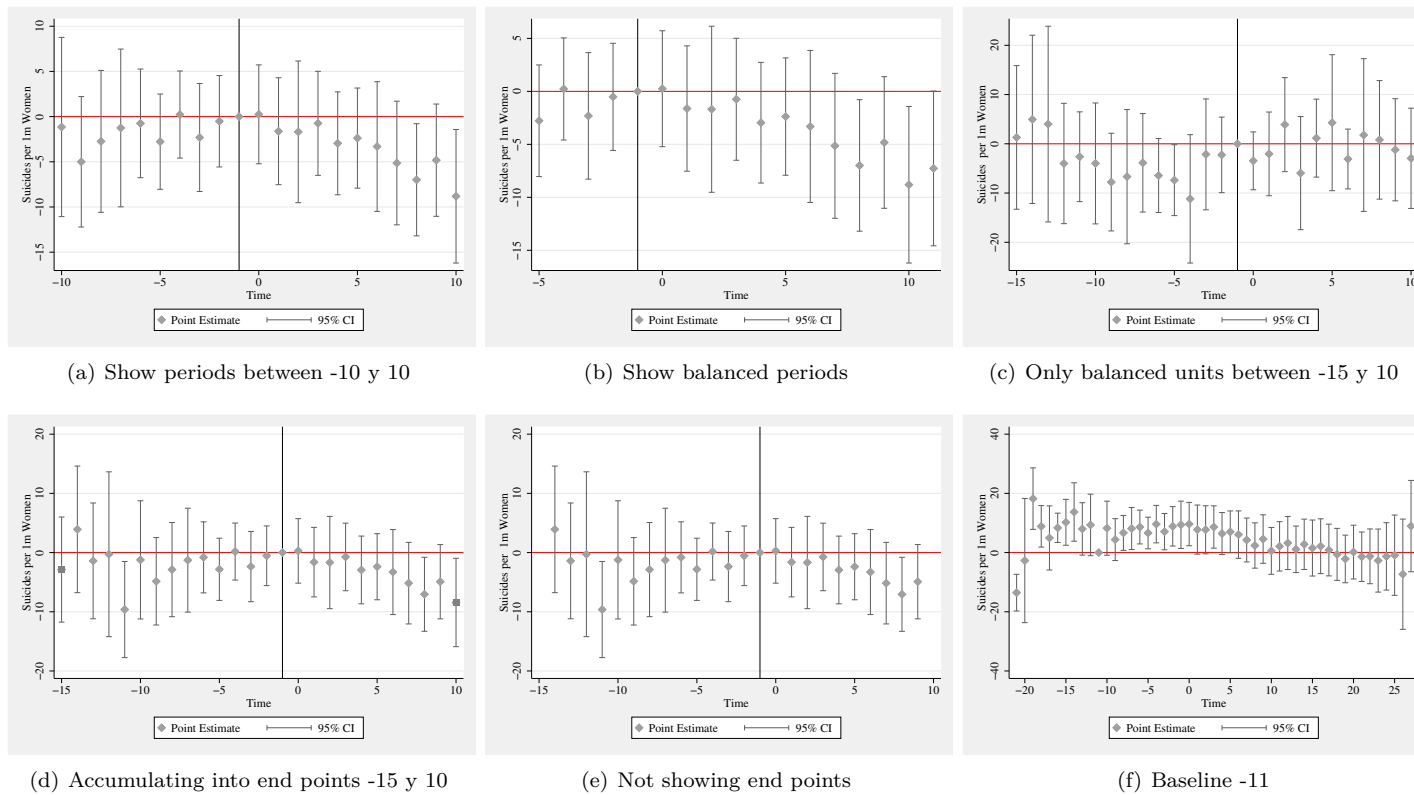 Suicides per 1m Women
10
5
0
−5
−10
−15
−10
−5
0
5
10
Time
Point Estimate
95% CI
(a) Show periods between -10 y 10
Suicides per 1m Women
5
0
−5
−10
−15
−5
0
5
10
Time
Point Estimate
95% CI
(b) Show balanced periods
Suicides per 1m Women
20
10
0
−10
−20
−15
−10
−5
0
5
10
Time
Point Estimate
95% CI
(c) Only balanced units between -15 y 10
Suicides per 1m Women
20
10
0
−10
−20
−15
−10
−5
0
5
10
Time
Point Estimate
95% CI
(d) Accumulating into end points -15 y 10
Suicides per 1m Women
20
10
0
−10
−20
−15
−10
−5
0
5
10
Time
Point Estimate
95% CI
(e) Not showing end points
Suicides per 1m Women
40
20
0
−20
−40
−20
−15
−10
−5
0
5
10
15
20
25
Time
Point Estimate
95% CI
(f) Baseline -11